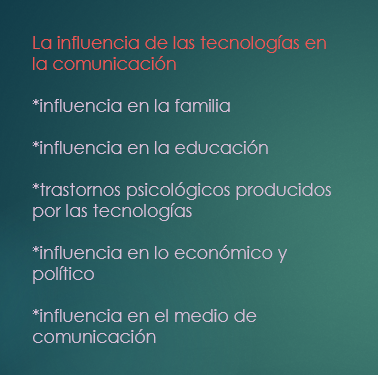 La influencia de las tecnologías en
la comunicación
*influencia en la familia
*influencia en la educación
*trastornos psicológicos producidos
por las tecnologías
*influencia en lo económico y
político
*influencia en el medio de
comunicación